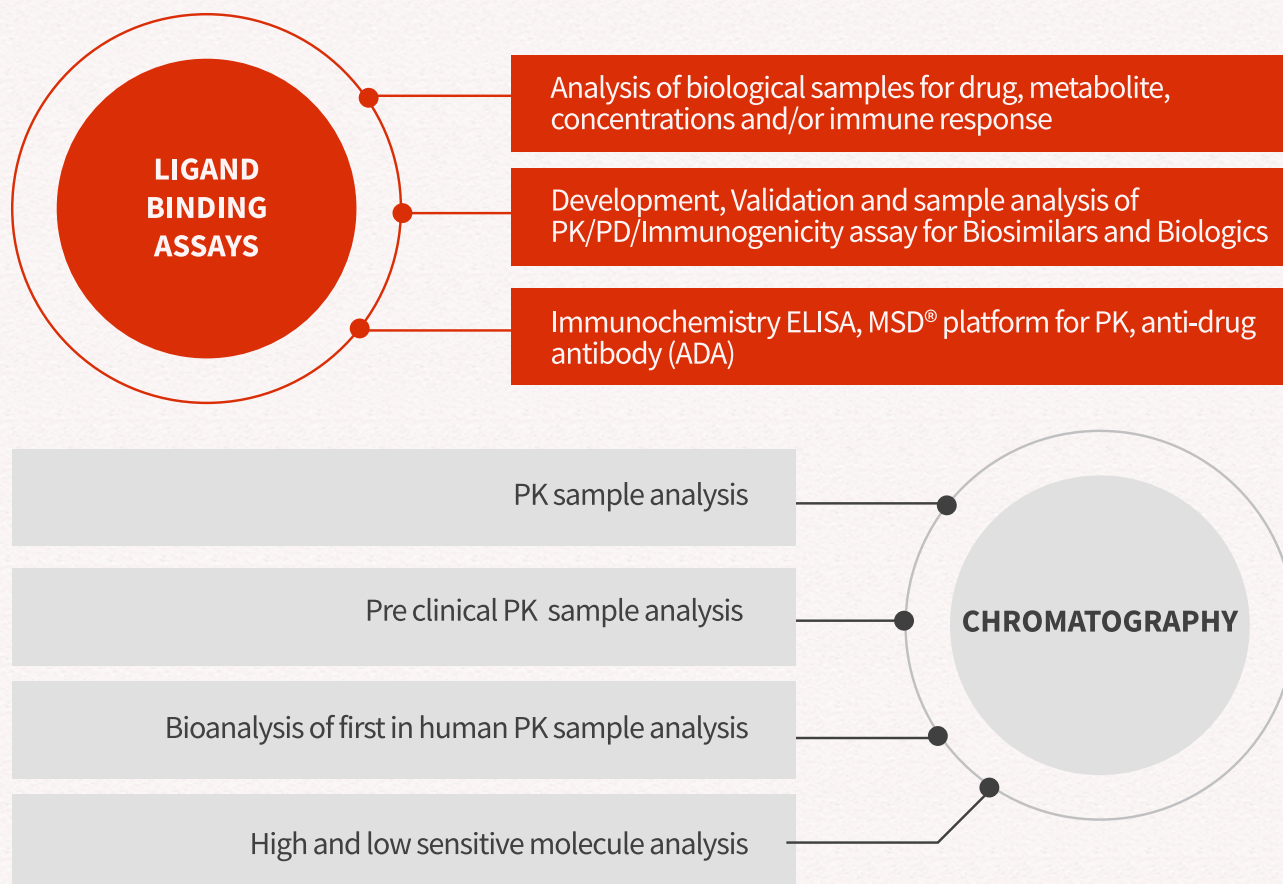 LIGAND
BINDING
ASSAYS
Analysis of biological samples for drug, metabolite,
concentrations and/or immune response
Development, Validation and sample analysis of
PK/PD/Immunogenicity assay for Biosimilars and Biologics
Immunochemistry ELISA, MSD® platform for PK, anti-drug
antibody (ADA)
PK sample analysis
Pre clinical PK  sample analysis
Bioanalysis of first in human PK sample analysis
High and low sensitive molecule analysis
CHROMATOGRAPHY